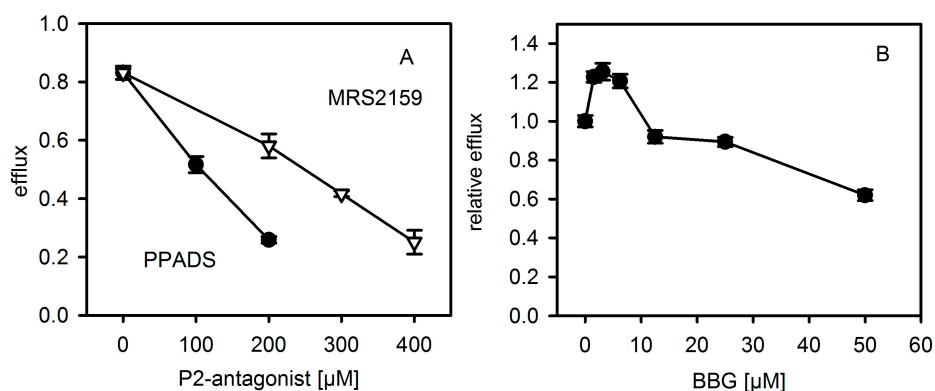 A
MRS2159
PPADS
efflux
1.0
0.8
0.6
0.4
0.2
0.0
0 100 200 300 400
P2-antagonist [µM]
B
relative efflux
1.4
1.2
1.0
0.8
0.6
0.4
0.2
0.0
0 10 20 30 40 50 60
BBG [µM]